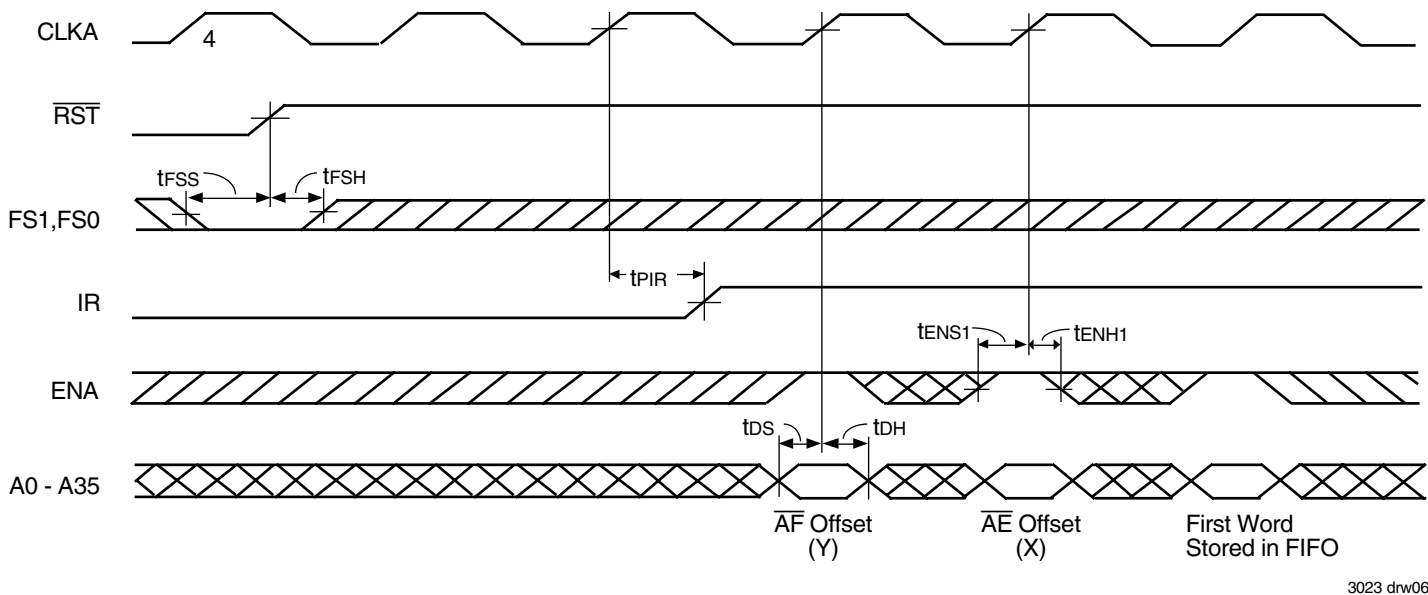 CLKA
4
RST
tFSS
tFSH
FS1,FS0
tPIR
IR
tENS1
tENH1
ENA
tDS
tDH
A0 - A35
AF Offset
(Y)
AE Offset
(X)
First Word
Stored in FIFO
3023 drw06